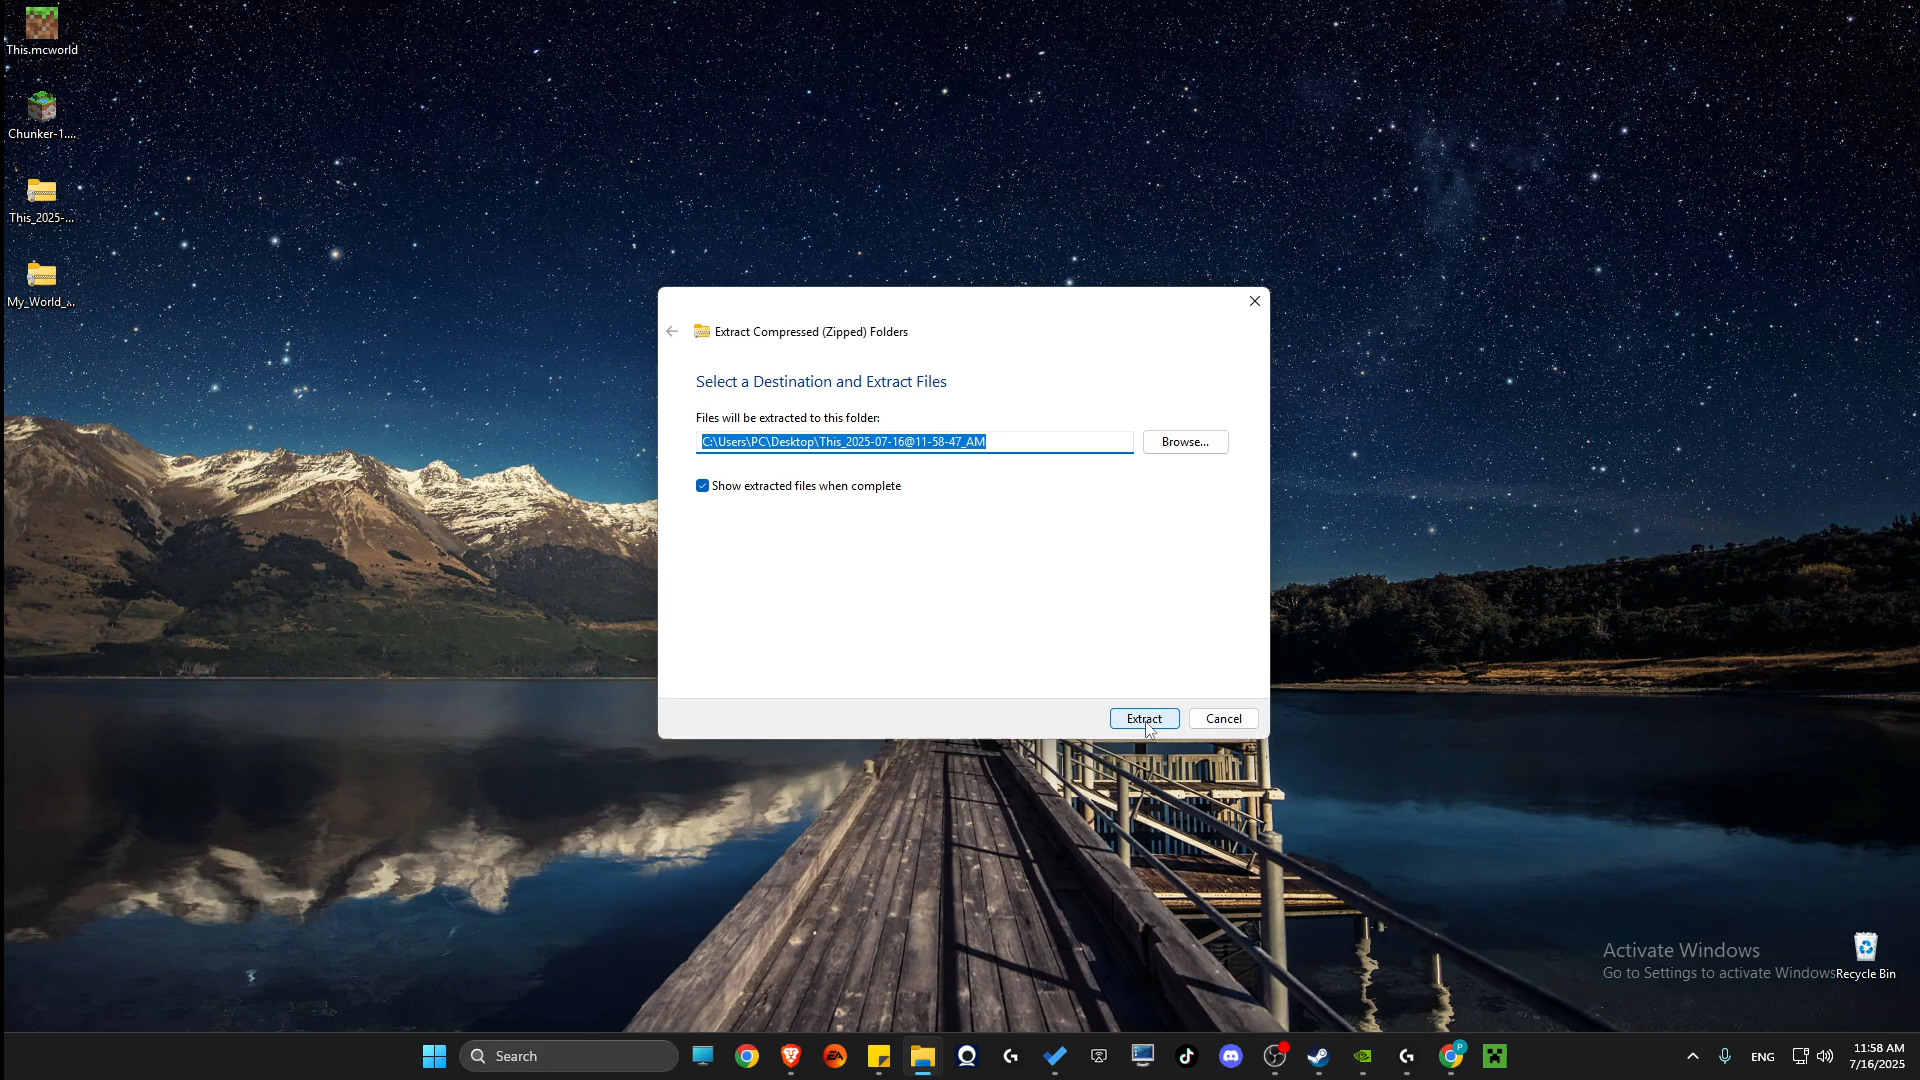 This.mcworld
Chunker-1....
This_2025-...
My_World_...
Extract Compressed (Zipped) Folders
Select a Destination and Extract Files
Files will be extracted to this folder:
C:\Users\PC\Desktop\This_2025-07-16@11-58-47_AM
Browse...
Show extracted files when complete
Extract
Cancel
Activate Windows
Go to Settings to activate Windows
Recycle Bin
Search
EA
P
ENG
11:58 AM
7/16/2025